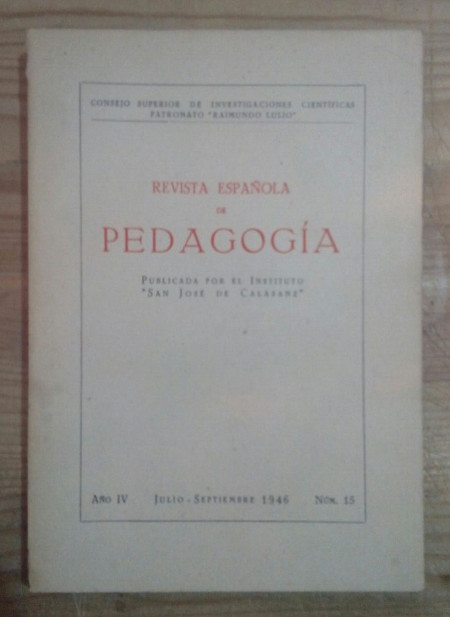 CONSEJO SUPERIOR DE INVESTIGACIONES CIENTÍFICAS
PATRONATO "RAIMUNDO LULIO"
REVISTA ESPAÑOLA
DE
PEDAGOGÍA
PUBLICADA POR EL INSTITUTO
"SAN JOSÉ DE CALASANZ"
AÑO IV JULIO - SEPTIEMBRE 1946 NÚM. 15